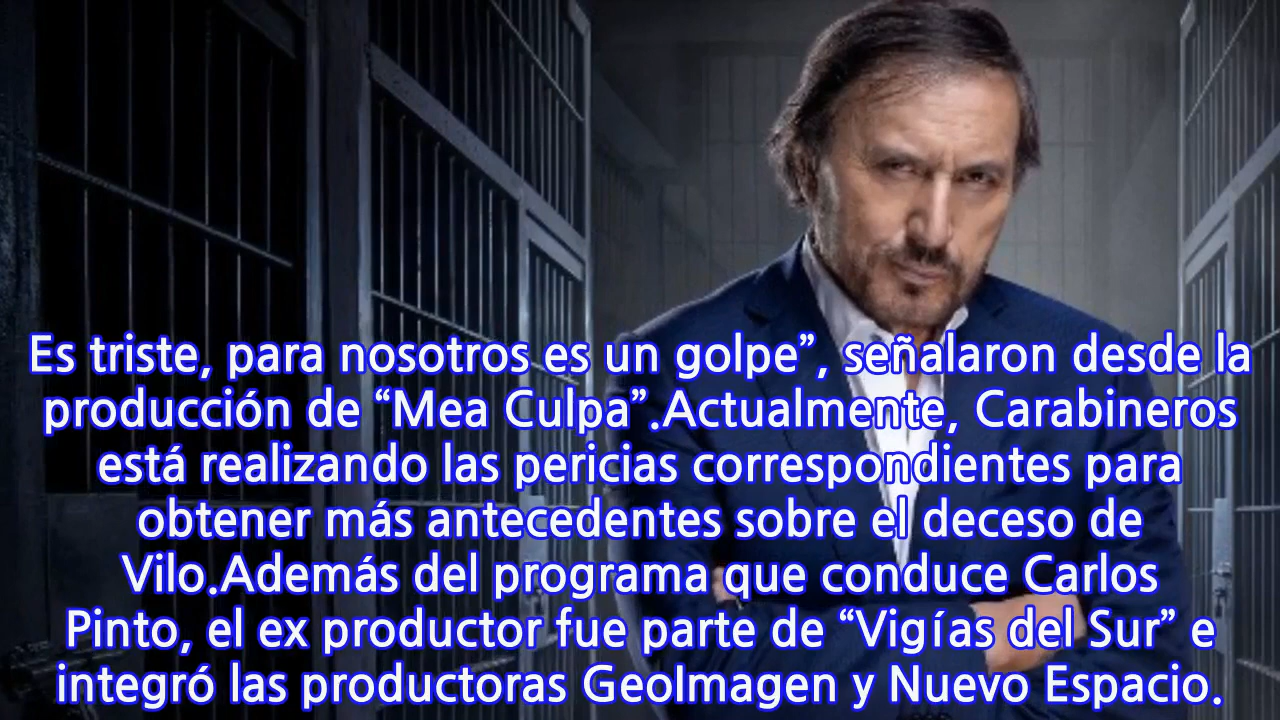 Es triste, para nosotros es un golpe”, señalaron desde la
producción de “Mea Culpa”.Actualmente, Carabineros
está realizando las pericias correspondientes para
obtener más antecedentes sobre el deceso de
Vilo.Además del programa que conduce Carlos
Pinto, el ex productor fue parte de “Vigías del Sur” e
integró las productoras GeoImagen y Nuevo Espacio.